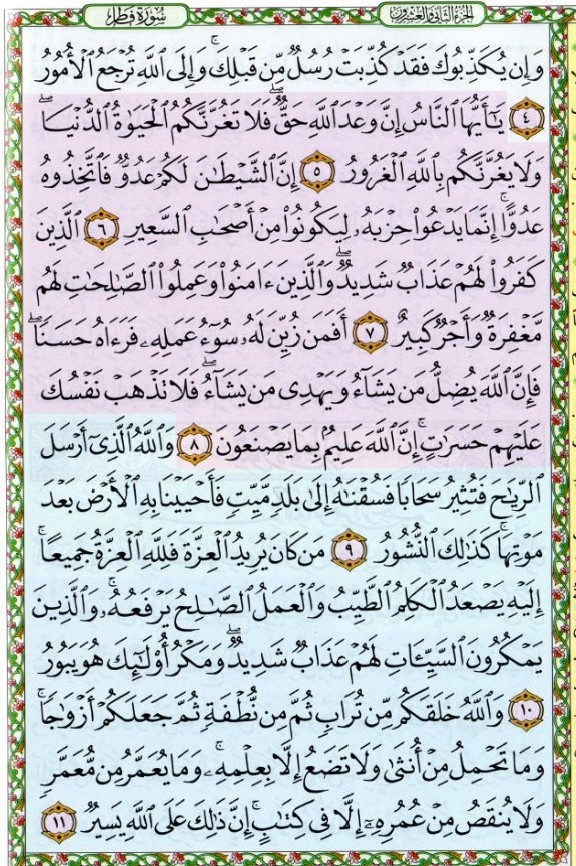 سُورَةُ فَاطِرٍ
الجزء الثاني والعشرون
وَإِن يُكَذِّبُوكَ فَقَدْ كُذِّبَتْ رُسُلٌ مِّن قَبْلِكَ ۚ وَإِلَى ٱللَّهِ تُرْجَعُ ٱلْأُمُورُ
٤ يَٰٓأَيُّهَا ٱلنَّاسُ إِنَّ وَعْدَ ٱللَّهِ حَقٌّ ۖ فَلَا تَغُرَّنَّكُمُ ٱلْحَيَوٰةُ ٱلدُّنْيَا ۖ
وَلَا يَغُرَّنَّكُم بِٱللَّهِ ٱلْغَرُورُ ٥ إِنَّ ٱلشَّيْطَٰنَ لَكُمْ عَدُوٌّ فَٱتَّخِذُوهُ
عَدُوًّا ۚ إِنَّمَا يَدْعُوا۟ حِزْبَهُۥ لِيَكُونُوا۟ مِنْ أَصْحَٰبِ ٱلسَّعِيرِ ٦ ٱلَّذِينَ
كَفَرُوا۟ لَهُمْ عَذَابٌ شَدِيدٌ ۖ وَٱلَّذِينَ ءَامَنُوا۟ وَعَمِلُوا۟ ٱلصَّٰلِحَٰتِ لَهُم
مَّغْفِرَةٌ وَأَجْرٌ كَبِيرٌ ٧ أَفَمَن زُيِّنَ لَهُۥ سُوٓءُ عَمَلِهِۦ فَرَءَاهُ حَسَنًا ۖ
فَإِنَّ ٱللَّهَ يُضِلُّ مَن يَشَآءُ وَيَهْدِى مَن يَشَآءُ ۖ فَلَا تَذْهَبْ نَفْسُكَ
عَلَيْهِمْ حَسَرَٰتٍ ۚ إِنَّ ٱللَّهَ عَلِيمٌۢ بِمَا يَصْنَعُونَ ٨ وَٱللَّهُ ٱلَّذِىٓ أَرْسَلَ
ٱلرِّيَٰحَ فَتُثِيرُ سَحَابًا فَسُقْنَٰهُ إِلَىٰ بَلَدٍ مَّيِّتٍ فَأَحْيَيْنَا بِهِ ٱلْأَرْضَ بَعْدَ
مَوْتِهَا ۚ كَذَٰلِكَ ٱلنُّشُورُ ٩ مَن كَانَ يُرِيدُ ٱلْعِزَّةَ فَلِلَّهِ ٱلْعِزَّةُ جَمِيعًا ۚ
إِلَيْهِ يَصْعَدُ ٱلْكَلِمُ ٱلطَّيِّبُ وَٱلْعَمَلُ ٱلصَّٰلِحُ يَرْفَعُهُۥ ۚ وَٱلَّذِينَ
يَمْكُرُونَ ٱلسَّيِّـَٔاتِ لَهُمْ عَذَابٌ شَدِيدٌ ۖ وَمَكْرُ أُو۟لَٰٓئِكَ هُوَ يَبُورُ
١٠ وَٱللَّهُ خَلَقَكُم مِّن تُرَابٍ ثُمَّ مِن نُّطْفَةٍ ثُمَّ جَعَلَكُمْ أَزْوَٰجًا ۚ
وَمَا تَحْمِلُ مِنْ أُنثَىٰ وَلَا تَضَعُ إِلَّا بِعِلْمِهِۦ ۚ وَمَا يُعَمَّرُ مِن مُّعَمَّرٍ
وَلَا يُنقَصُ مِنْ عُمُرِهِۦٓ إِلَّا فِى كِتَٰبٍ ۚ إِنَّ ذَٰلِكَ عَلَى ٱللَّهِ يَسِيرٌ ١١